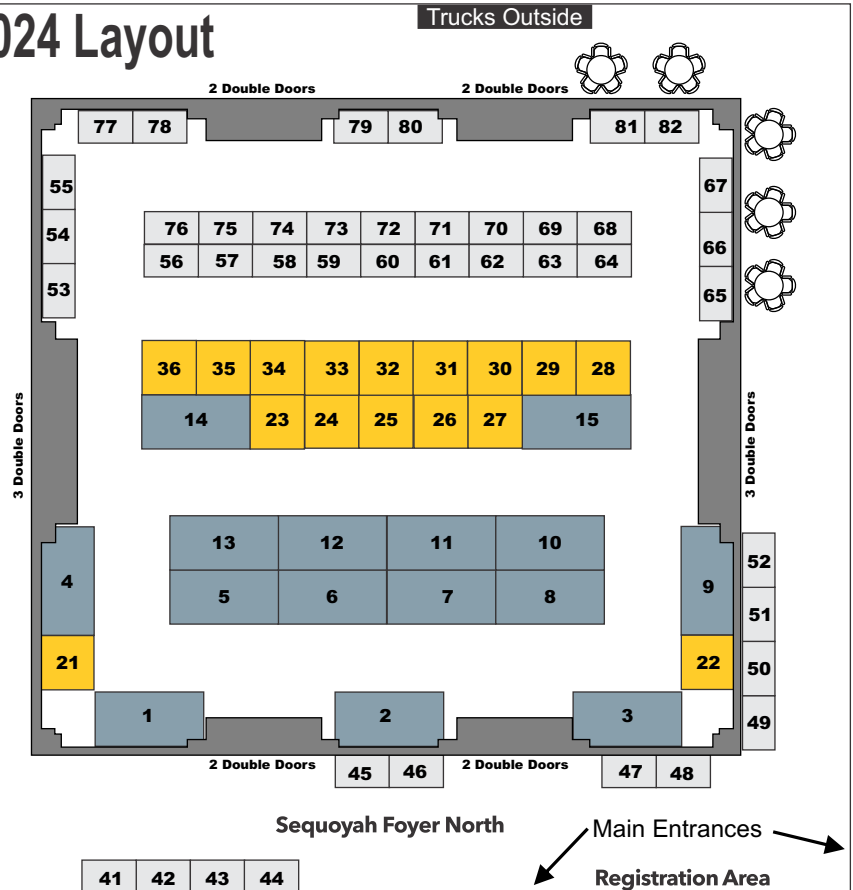 024 Layout
Trucks Outside
2 Double Doors 2 Double Doors
77 78 79 80 81 82
55 67
76 75 74 73 72 71 70 69 68
54 66
56 57 58 59 60 61 62 63 64
53 65
36 35 34 33 32 31 30 29 28
14 23 24 25 26 27 15
3 Double Doors
3 Double Doors
13 12 11 10
52
4 9
5 6 7 8
51
21 22 50
1 2 3 49
2 Double Doors 45 46 2 Double Doors 47 48
Sequoyah Foyer North
Main Entrances
41 42 43 44
Registration Area